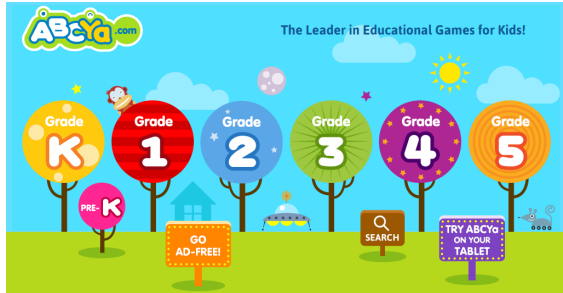 ABCYa.com
The Leader in Educational Games for Kids!
Grade
K
Grade
1
Grade
2
Grade
3
Grade
4
Grade
5
PRE-K
GO
AD-FREE!
SEARCH
TRY ABCYa
ON YOUR
TABLET